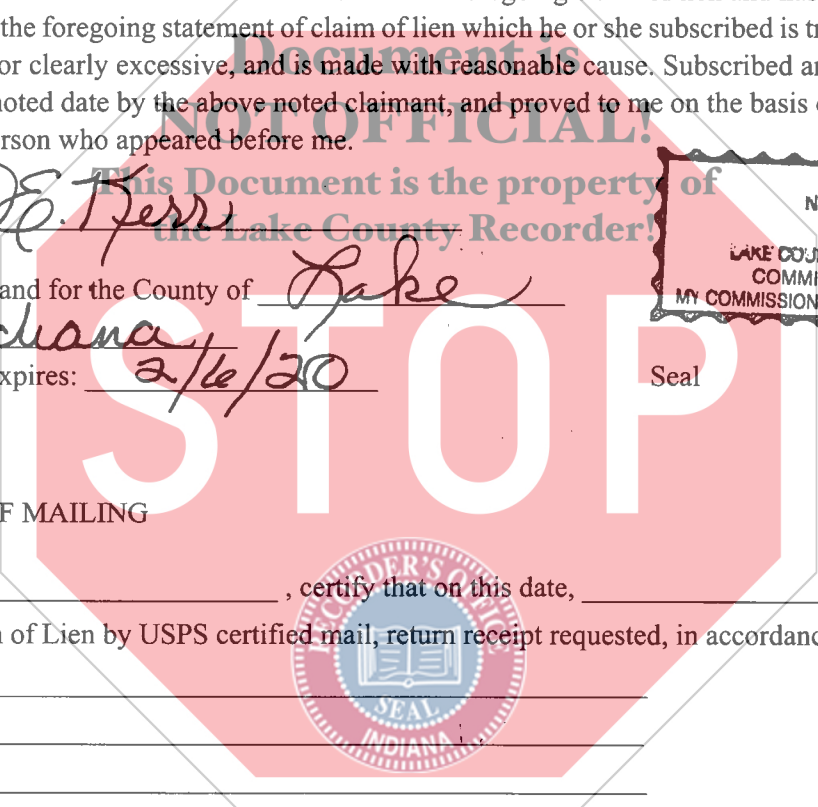 the foregoing statement of claim of lien which he or she subscribed is
or clearly excessive, and is made with reasonable cause. Subscribed
Document is
noted date by the above noted claimant, and proved to me on the basis
NOT OFFICIAL!
erson who appeared before me.
This Document is the property of
E. Kerr
the Lake County Recorder!
LAKE
MY COMMISSION
and for the County of Lake
diana
xpires: 2/6/20
Seal
STOP
F MAILING
, certify that on this date,
of Lien by USPS certified mail, return receipt requested, in
RECORDER'S OFFICE
SEAL
INDIANA